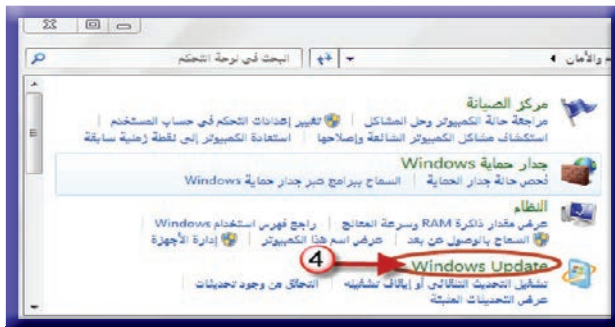 م والأمان
البحث في لوحة التحكم
مركز الصيانة
مراجعة حالة الكمبيوتر وحل المشاكل | تغيير إعدادات التحكم في حساب المستخدم
استكشاف مشاكل الكمبيوتر الشائعة وإصلاحها | استعادة الكمبيوتر إلى نقطة زمنية سابقة
جدار حماية Windows
فحص حالة جدار الحماية | السماح ببرامج عبر جدار حماية Windows
النظام
عرض مقدار ذاكرة RAM وسرعة المعالج | راجع فهرس استخدام Windows
السماح بالوصول عن بعد | عرض اسم هذا الكمبيوتر | إدارة الأجهزة
Windows Update
4
تشغيل التحديث التلقائي أو إيقاف تشغيله | التحقق من وجود تحديثات
عرض التحديثات المثبتة